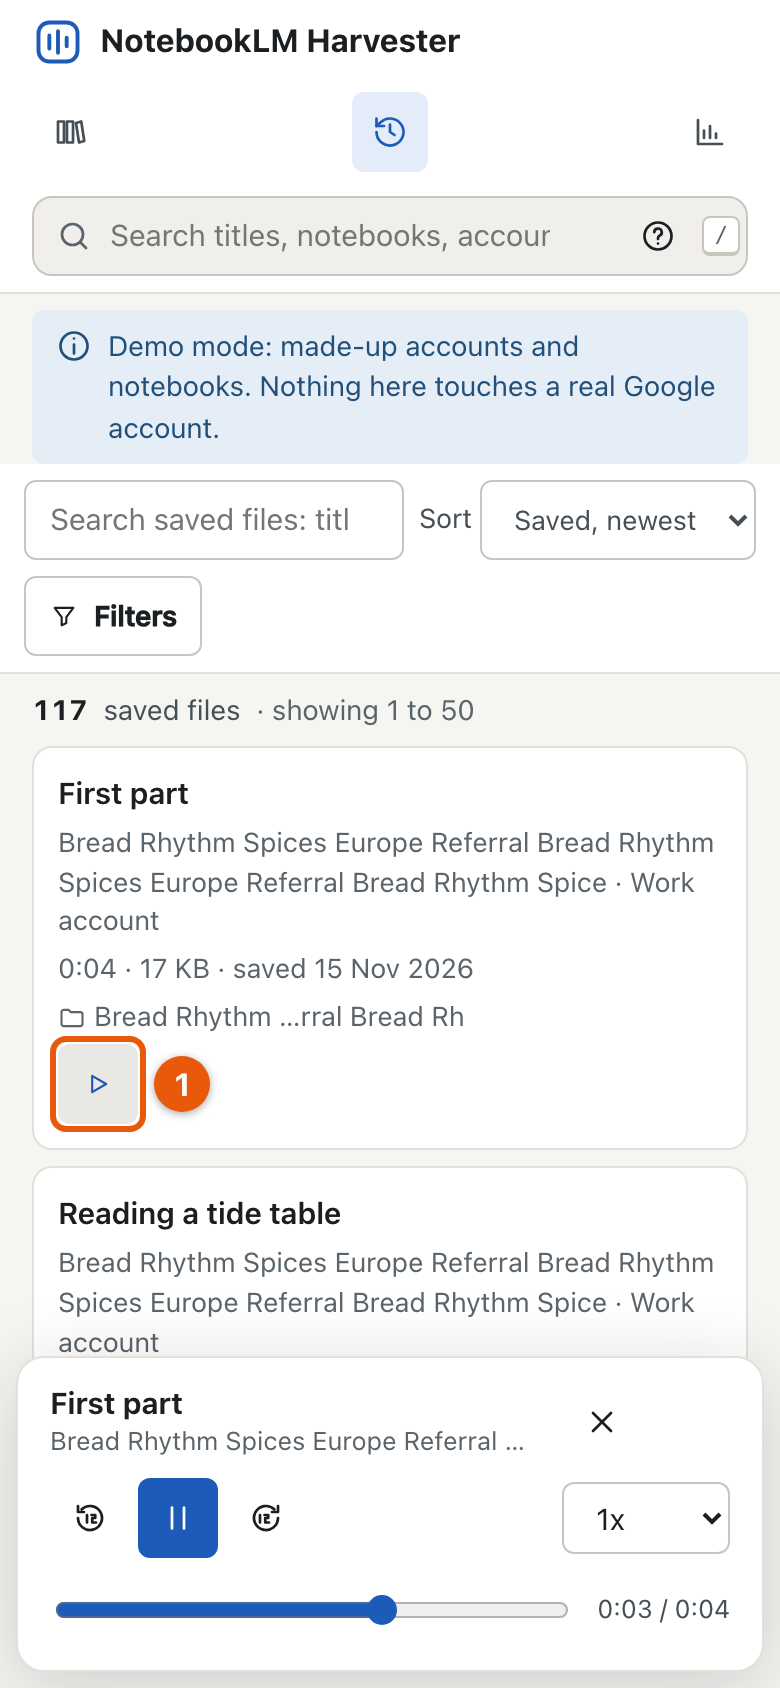 NotebookLM Harvester
Search titles, notebooks, accour
/
Demo mode: made-up accounts and
notebooks. Nothing here touches a real Google
account.
Search saved files: titl
Sort
Saved, newest
Filters
117 saved files · showing 1 to 50
First part
Bread Rhythm Spices Europe Referral Bread Rhythm
Spices Europe Referral Bread Rhythm Spice · Work
account
0:04 · 17 KB · saved 15 Nov 2026
Bread Rhythm ...rral Bread Rh
1
Reading a tide table
Bread Rhythm Spices Europe Referral Bread Rhythm
Spices Europe Referral Bread Rhythm Spice · Work
account
First part
Bread Rhythm Spices Europe Referral ...
12
12
1x
0:03 / 0:04